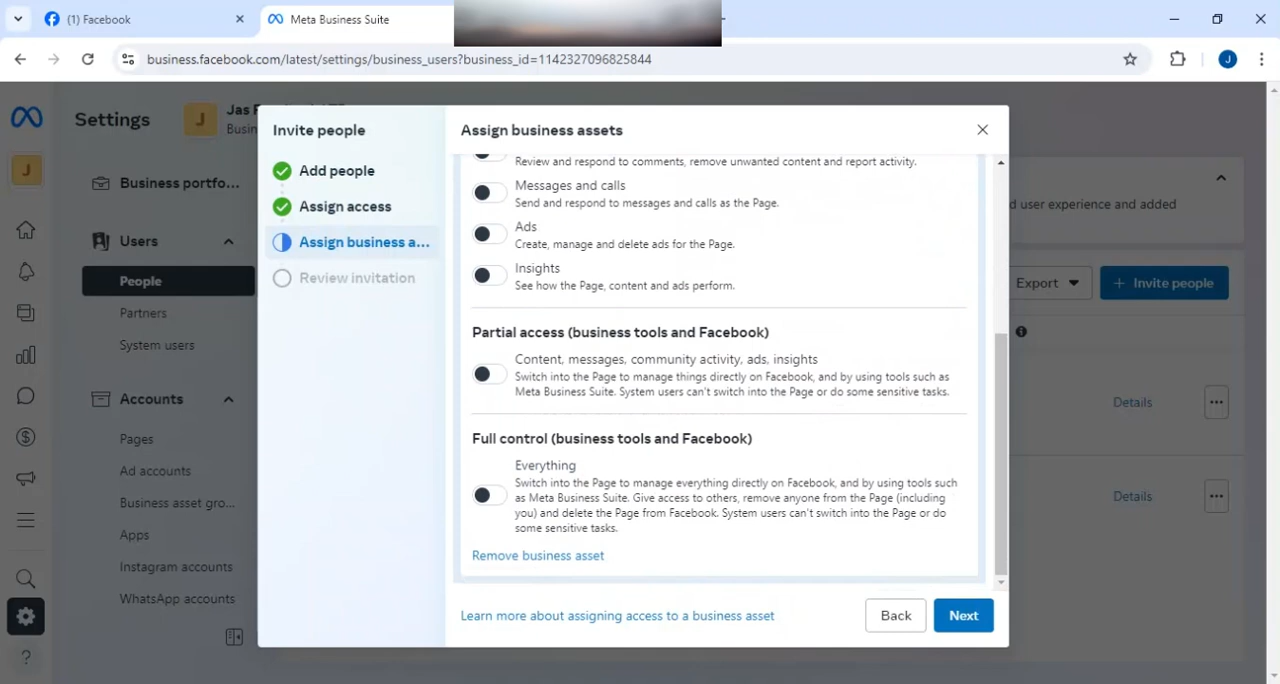 (1) Facebook
Meta Business Suite
business.facebook.com/latest/settings/business_users?business_id=1142327096825844
J
Settings
J
Jas
Busin
J
Business portfo...
Users
People
Partners
System users
Accounts
Pages
Ad accounts
Business asset gro...
Apps
Instagram accounts
WhatsApp accounts
Invite people
Add people
Assign access
Assign business a...
Review invitation
Assign business assets
Review and respond to comments, remove unwanted content and report activity.
Messages and calls
Send and respond to messages and calls as the Page.
Ads
Create, manage and delete ads for the Page.
Insights
See how the Page, content and ads perform.
Partial access (business tools and Facebook)
Content, messages, community activity, ads, insights
Switch into the Page to manage things directly on Facebook, and by using tools such as
Meta Business Suite. System users can't switch into the Page or do some sensitive tasks.
Full control (business tools and Facebook)
Everything
Switch into the Page to manage everything directly on Facebook, and by using tools such
as Meta Business Suite. Give access to others, remove anyone from the Page (including
you) and delete the Page from Facebook. System users can't switch into the Page or do
some sensitive tasks.
Remove business asset
Learn more about assigning access to a business asset
Back
Next
d user experience and added
Export
+ Invite people
Details
Details